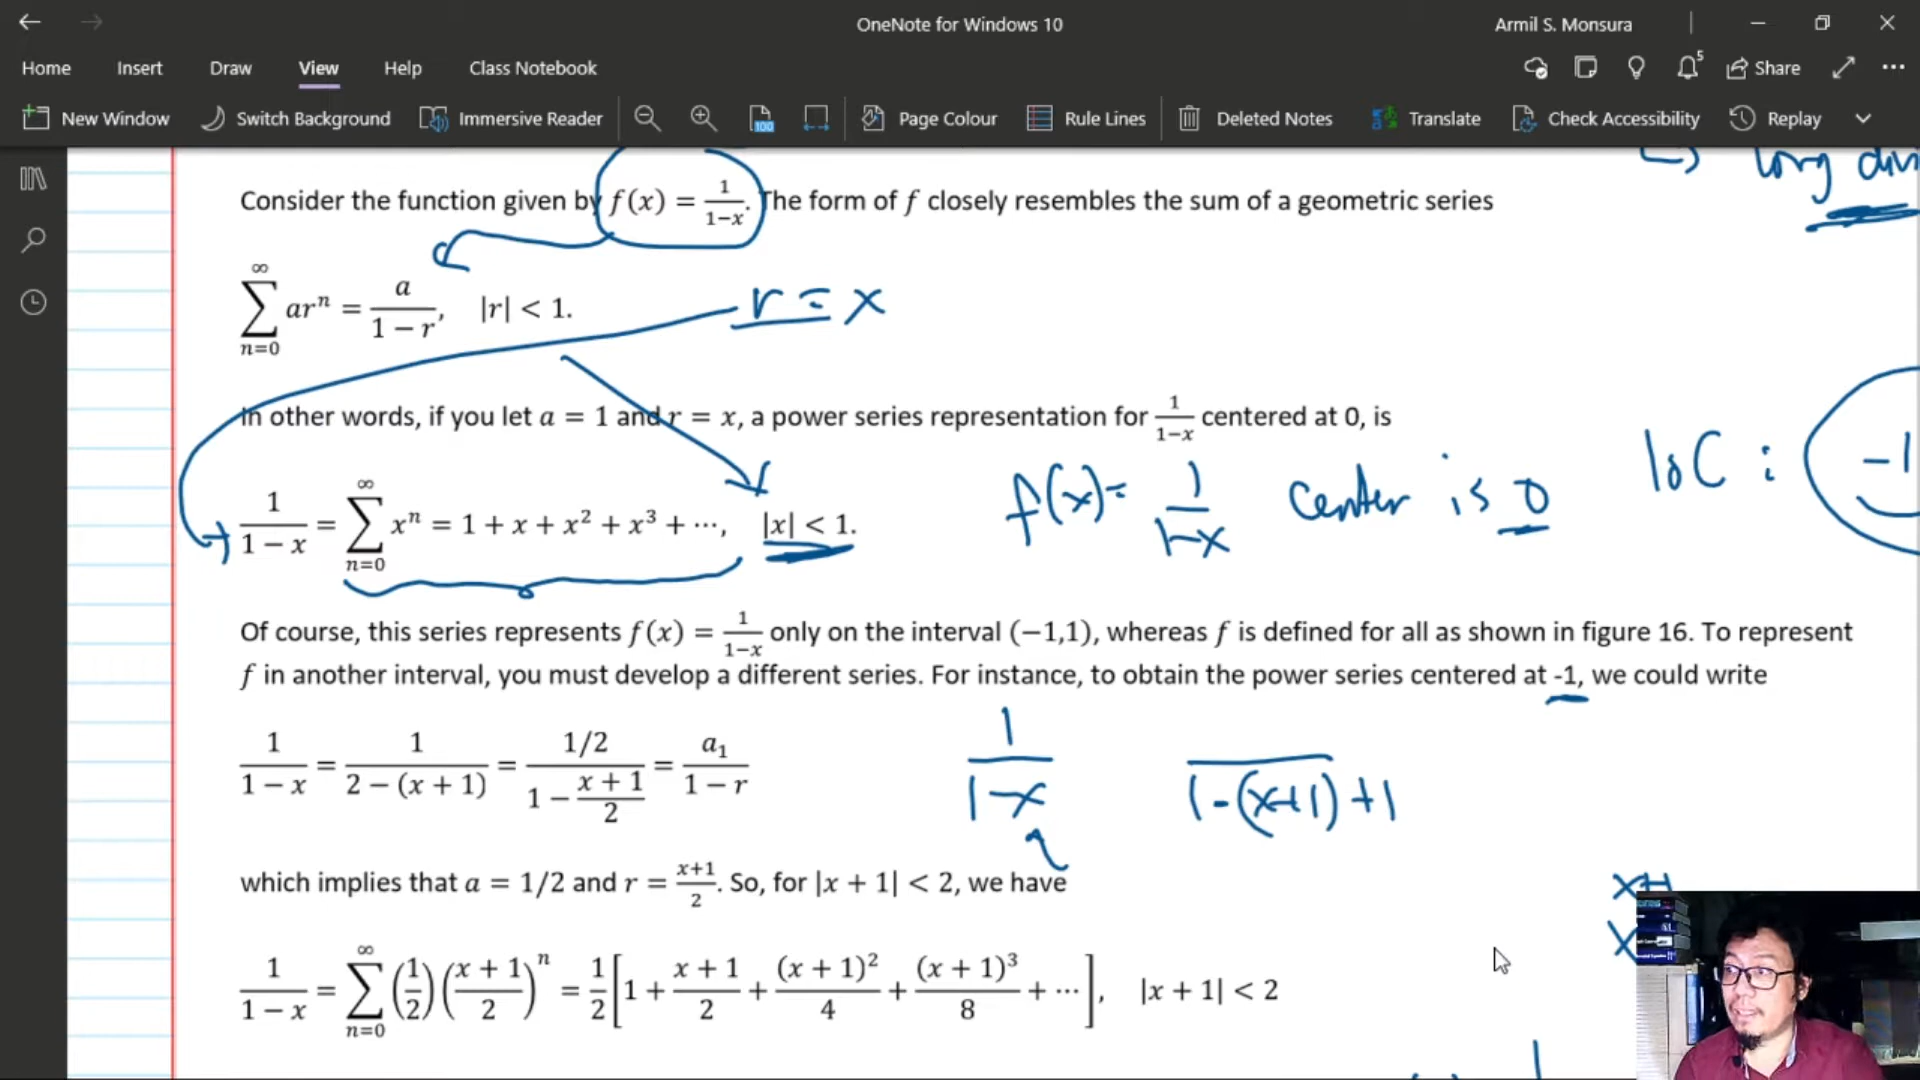 OneNote for Windows 10
Armil S. Monsura
Home Insert Draw View Help Class Notebook
5 Share
New Window Switch Background Immersive Reader 100 Page Colour Rule Lines Deleted Notes Translate Check Accessibility Replay
long div
Consider the function given by f(x) = 1/(1−x). The form of f closely resembles the sum of a geometric series
∑_{n=0}^{∞} ar^n = a/(1 − r), |r| < 1.
r = x
In other words, if you let a = 1 and r = x, a power series representation for 1/(1−x) centered at 0, is
1/(1 − x) = ∑_{n=0}^{∞} x^n = 1 + x + x² + x³ + ⋯, |x| < 1.
f(x) = 1/(1-x) center is 0
IoC : -1
Of course, this series represents f(x) = 1/(1−x) only on the interval (−1,1), whereas f is defined for all as shown in figure 16. To represent
f in another interval, you must develop a different series. For instance, to obtain the power series centered at -1, we could write
1/(1 − x) = 1/(2 − (x + 1)) = (1/2)/(1 − (x + 1)/2) = a₁/(1 − r)
1/(1-x)
1-(x+1)+1
which implies that a = 1/2 and r = (x+1)/2. So, for |x + 1| < 2, we have
x+1
x
1/(1 − x) = ∑_{n=0}^{∞} (1/2)((x + 1)/2)^n = 1/2 [1 + (x + 1)/2 + (x + 1)²/4 + (x + 1)³/8 + ⋯], |x + 1| < 2